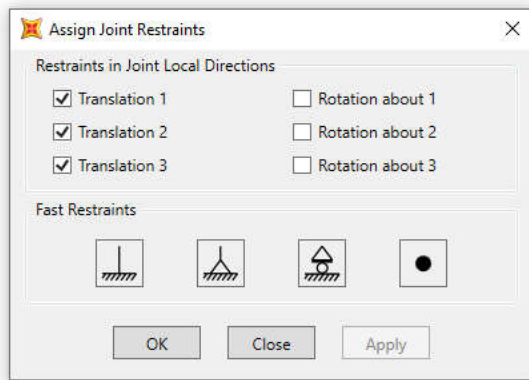 Assign Joint Restraints
Restraints in Joint Local Directions
Translation 1 Rotation about 1
Translation 2 Rotation about 2
Translation 3 Rotation about 3
Fast Restraints
OK Close Apply